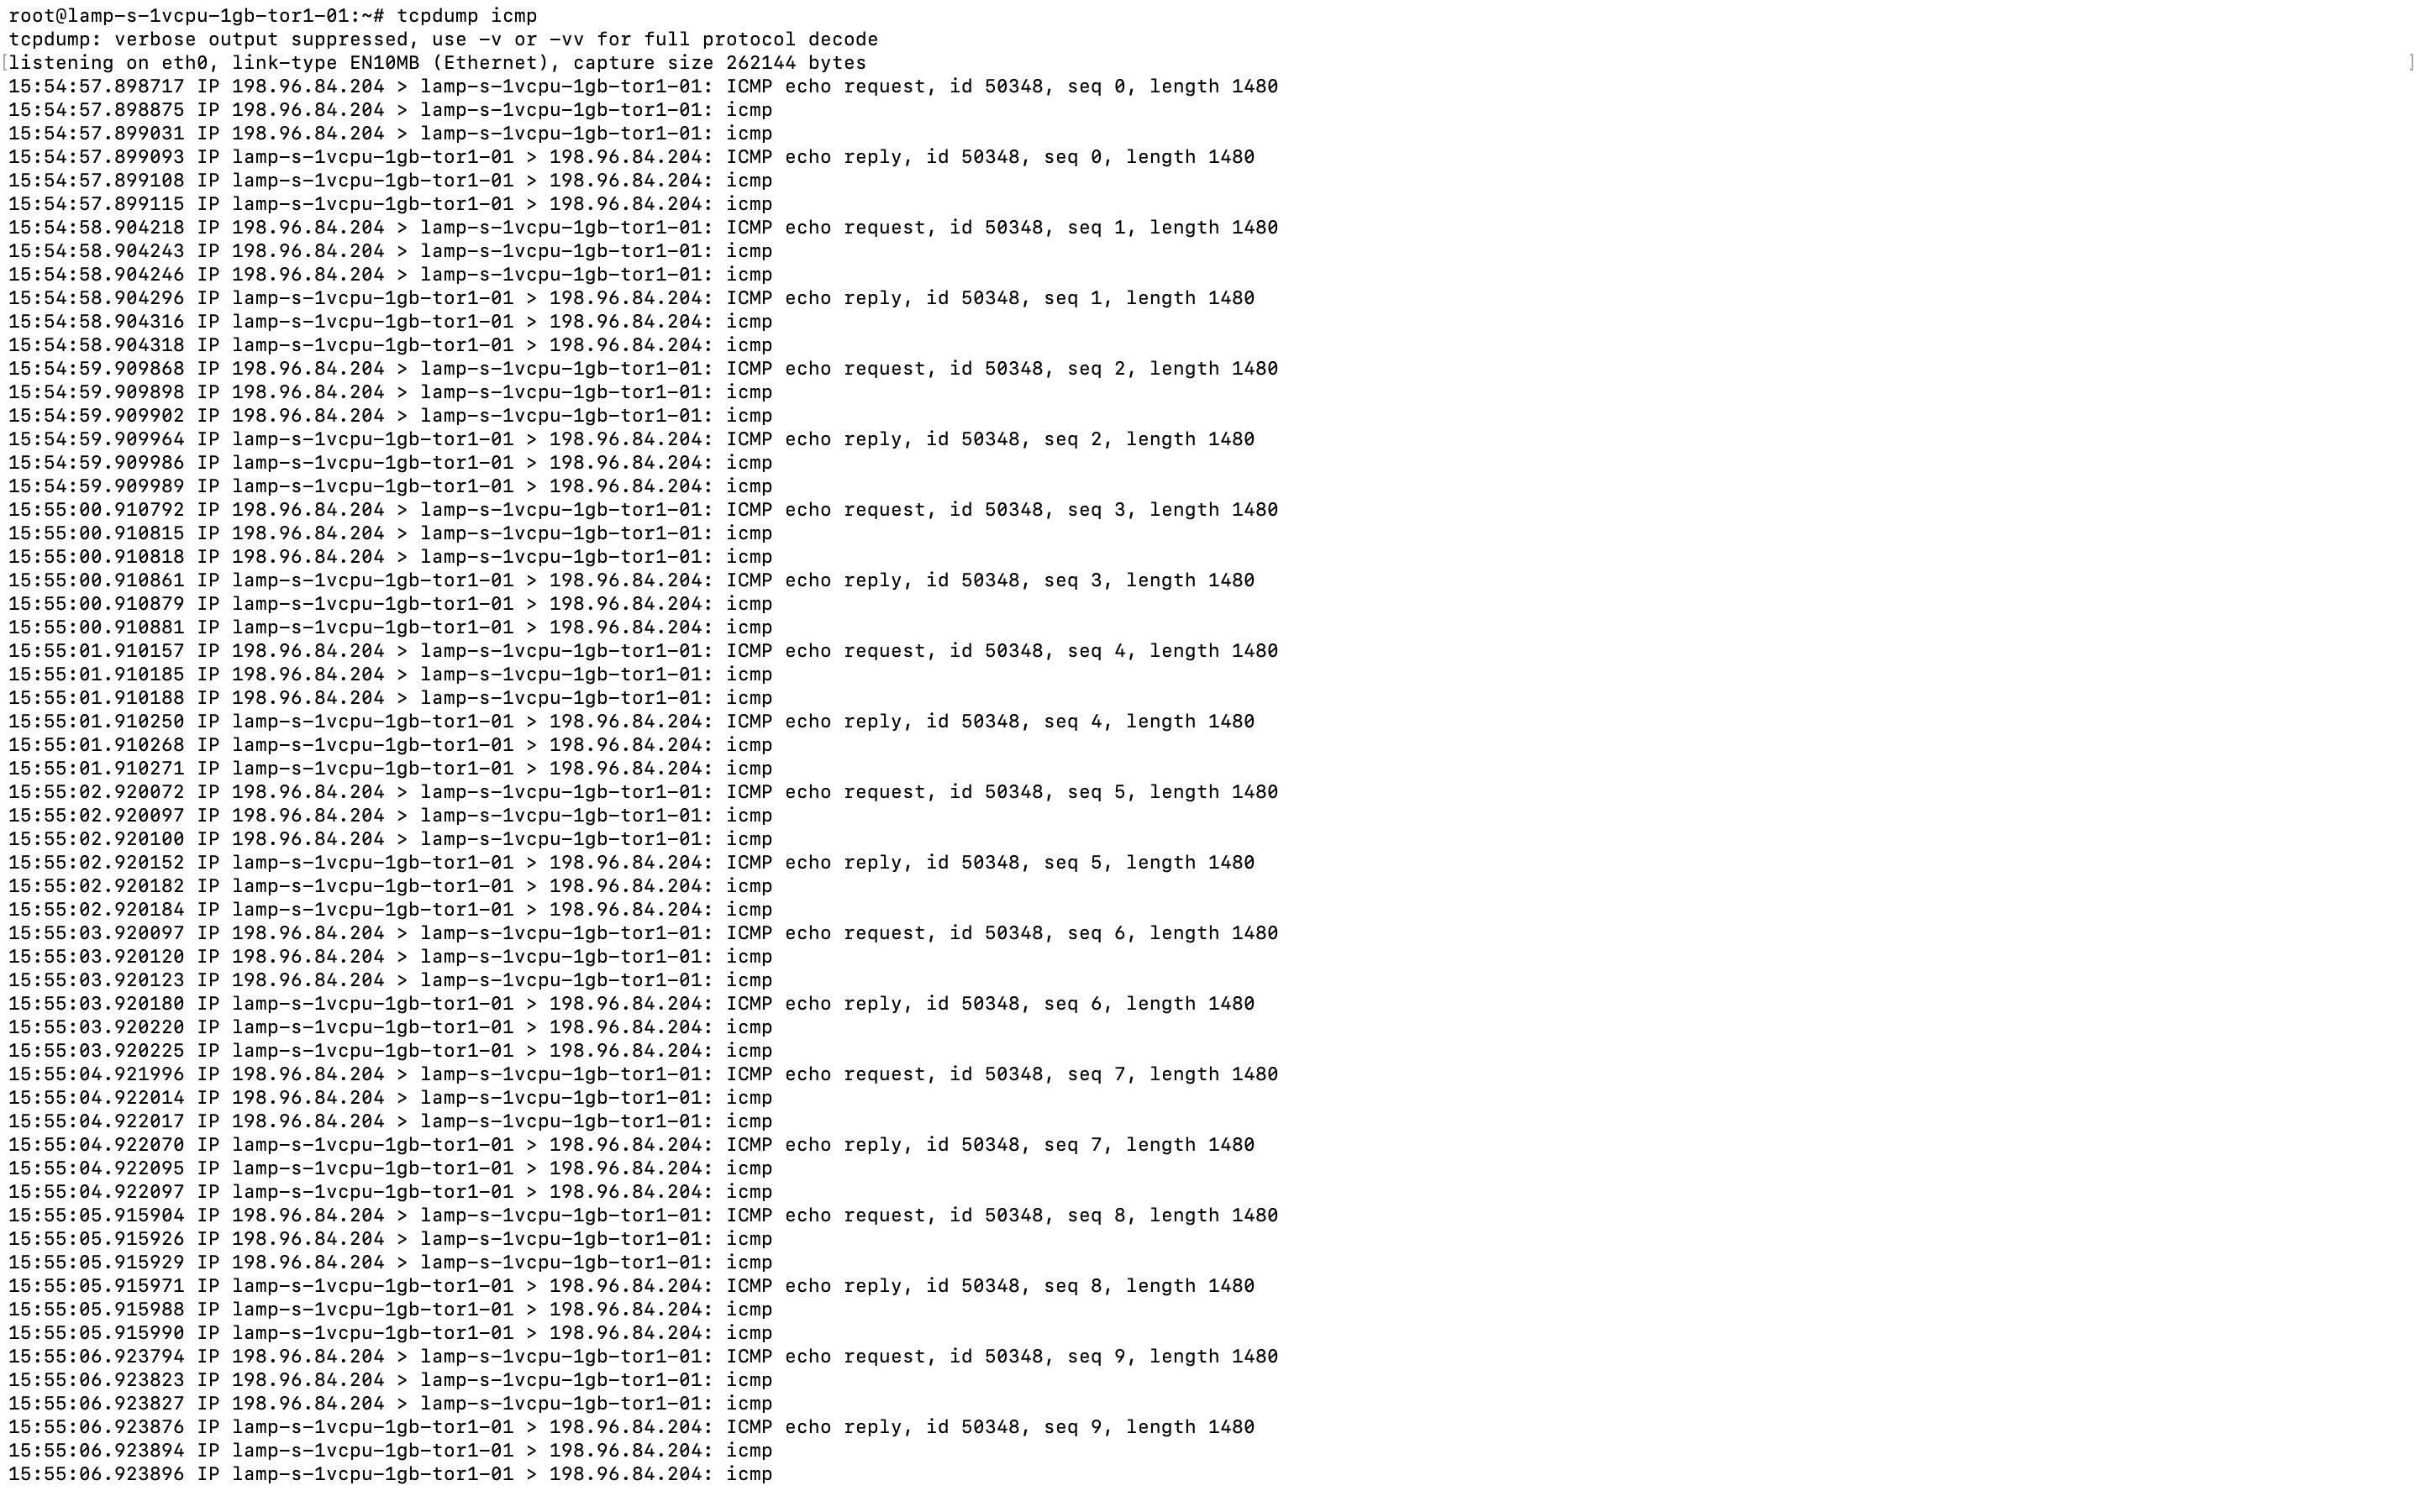 root@lamp-s-1vcpu-1gb-tor1-01:~# tcpdump icmp
tcpdump: verbose output suppressed, use -v or -vv for full protocol decode
[listening on eth0, link-type EN10MB (Ethernet), capture size 262144 bytes ]
15:54:57.898717 IP 198.96.84.204 > lamp-s-1vcpu-1gb-tor1-01: ICMP echo request, id 50348, seq 0, length 1480
15:54:57.898875 IP 198.96.84.204 > lamp-s-1vcpu-1gb-tor1-01: icmp
15:54:57.899031 IP 198.96.84.204 > lamp-s-1vcpu-1gb-tor1-01: icmp
15:54:57.899093 IP lamp-s-1vcpu-1gb-tor1-01 > 198.96.84.204: ICMP echo reply, id 50348, seq 0, length 1480
15:54:57.899108 IP lamp-s-1vcpu-1gb-tor1-01 > 198.96.84.204: icmp
15:54:57.899115 IP lamp-s-1vcpu-1gb-tor1-01 > 198.96.84.204: icmp
15:54:58.904218 IP 198.96.84.204 > lamp-s-1vcpu-1gb-tor1-01: ICMP echo request, id 50348, seq 1, length 1480
15:54:58.904243 IP 198.96.84.204 > lamp-s-1vcpu-1gb-tor1-01: icmp
15:54:58.904246 IP 198.96.84.204 > lamp-s-1vcpu-1gb-tor1-01: icmp
15:54:58.904296 IP lamp-s-1vcpu-1gb-tor1-01 > 198.96.84.204: ICMP echo reply, id 50348, seq 1, length 1480
15:54:58.904316 IP lamp-s-1vcpu-1gb-tor1-01 > 198.96.84.204: icmp
15:54:58.904318 IP lamp-s-1vcpu-1gb-tor1-01 > 198.96.84.204: icmp
15:54:59.909868 IP 198.96.84.204 > lamp-s-1vcpu-1gb-tor1-01: ICMP echo request, id 50348, seq 2, length 1480
15:54:59.909898 IP 198.96.84.204 > lamp-s-1vcpu-1gb-tor1-01: icmp
15:54:59.909902 IP 198.96.84.204 > lamp-s-1vcpu-1gb-tor1-01: icmp
15:54:59.909964 IP lamp-s-1vcpu-1gb-tor1-01 > 198.96.84.204: ICMP echo reply, id 50348, seq 2, length 1480
15:54:59.909986 IP lamp-s-1vcpu-1gb-tor1-01 > 198.96.84.204: icmp
15:54:59.909989 IP lamp-s-1vcpu-1gb-tor1-01 > 198.96.84.204: icmp
15:55:00.910792 IP 198.96.84.204 > lamp-s-1vcpu-1gb-tor1-01: ICMP echo request, id 50348, seq 3, length 1480
15:55:00.910815 IP 198.96.84.204 > lamp-s-1vcpu-1gb-tor1-01: icmp
15:55:00.910818 IP 198.96.84.204 > lamp-s-1vcpu-1gb-tor1-01: icmp
15:55:00.910861 IP lamp-s-1vcpu-1gb-tor1-01 > 198.96.84.204: ICMP echo reply, id 50348, seq 3, length 1480
15:55:00.910879 IP lamp-s-1vcpu-1gb-tor1-01 > 198.96.84.204: icmp
15:55:00.910881 IP lamp-s-1vcpu-1gb-tor1-01 > 198.96.84.204: icmp
15:55:01.910157 IP 198.96.84.204 > lamp-s-1vcpu-1gb-tor1-01: ICMP echo request, id 50348, seq 4, length 1480
15:55:01.910185 IP 198.96.84.204 > lamp-s-1vcpu-1gb-tor1-01: icmp
15:55:01.910188 IP 198.96.84.204 > lamp-s-1vcpu-1gb-tor1-01: icmp
15:55:01.910250 IP lamp-s-1vcpu-1gb-tor1-01 > 198.96.84.204: ICMP echo reply, id 50348, seq 4, length 1480
15:55:01.910268 IP lamp-s-1vcpu-1gb-tor1-01 > 198.96.84.204: icmp
15:55:01.910271 IP lamp-s-1vcpu-1gb-tor1-01 > 198.96.84.204: icmp
15:55:02.920072 IP 198.96.84.204 > lamp-s-1vcpu-1gb-tor1-01: ICMP echo request, id 50348, seq 5, length 1480
15:55:02.920097 IP 198.96.84.204 > lamp-s-1vcpu-1gb-tor1-01: icmp
15:55:02.920100 IP 198.96.84.204 > lamp-s-1vcpu-1gb-tor1-01: icmp
15:55:02.920152 IP lamp-s-1vcpu-1gb-tor1-01 > 198.96.84.204: ICMP echo reply, id 50348, seq 5, length 1480
15:55:02.920182 IP lamp-s-1vcpu-1gb-tor1-01 > 198.96.84.204: icmp
15:55:02.920184 IP lamp-s-1vcpu-1gb-tor1-01 > 198.96.84.204: icmp
15:55:03.920097 IP 198.96.84.204 > lamp-s-1vcpu-1gb-tor1-01: ICMP echo request, id 50348, seq 6, length 1480
15:55:03.920120 IP 198.96.84.204 > lamp-s-1vcpu-1gb-tor1-01: icmp
15:55:03.920123 IP 198.96.84.204 > lamp-s-1vcpu-1gb-tor1-01: icmp
15:55:03.920180 IP lamp-s-1vcpu-1gb-tor1-01 > 198.96.84.204: ICMP echo reply, id 50348, seq 6, length 1480
15:55:03.920220 IP lamp-s-1vcpu-1gb-tor1-01 > 198.96.84.204: icmp
15:55:03.920225 IP lamp-s-1vcpu-1gb-tor1-01 > 198.96.84.204: icmp
15:55:04.921996 IP 198.96.84.204 > lamp-s-1vcpu-1gb-tor1-01: ICMP echo request, id 50348, seq 7, length 1480
15:55:04.922014 IP 198.96.84.204 > lamp-s-1vcpu-1gb-tor1-01: icmp
15:55:04.922017 IP 198.96.84.204 > lamp-s-1vcpu-1gb-tor1-01: icmp
15:55:04.922070 IP lamp-s-1vcpu-1gb-tor1-01 > 198.96.84.204: ICMP echo reply, id 50348, seq 7, length 1480
15:55:04.922095 IP lamp-s-1vcpu-1gb-tor1-01 > 198.96.84.204: icmp
15:55:04.922097 IP lamp-s-1vcpu-1gb-tor1-01 > 198.96.84.204: icmp
15:55:05.915904 IP 198.96.84.204 > lamp-s-1vcpu-1gb-tor1-01: ICMP echo request, id 50348, seq 8, length 1480
15:55:05.915926 IP 198.96.84.204 > lamp-s-1vcpu-1gb-tor1-01: icmp
15:55:05.915929 IP 198.96.84.204 > lamp-s-1vcpu-1gb-tor1-01: icmp
15:55:05.915971 IP lamp-s-1vcpu-1gb-tor1-01 > 198.96.84.204: ICMP echo reply, id 50348, seq 8, length 1480
15:55:05.915988 IP lamp-s-1vcpu-1gb-tor1-01 > 198.96.84.204: icmp
15:55:05.915990 IP lamp-s-1vcpu-1gb-tor1-01 > 198.96.84.204: icmp
15:55:06.923794 IP 198.96.84.204 > lamp-s-1vcpu-1gb-tor1-01: ICMP echo request, id 50348, seq 9, length 1480
15:55:06.923823 IP 198.96.84.204 > lamp-s-1vcpu-1gb-tor1-01: icmp
15:55:06.923827 IP 198.96.84.204 > lamp-s-1vcpu-1gb-tor1-01: icmp
15:55:06.923876 IP lamp-s-1vcpu-1gb-tor1-01 > 198.96.84.204: ICMP echo reply, id 50348, seq 9, length 1480
15:55:06.923894 IP lamp-s-1vcpu-1gb-tor1-01 > 198.96.84.204: icmp
15:55:06.923896 IP lamp-s-1vcpu-1gb-tor1-01 > 198.96.84.204: icmp